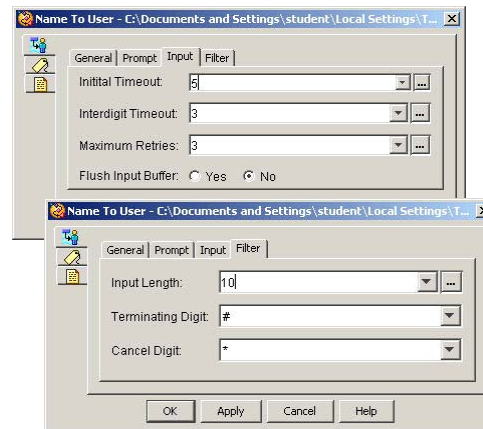 Name To User - C:\Documents and Settings\student\Local Settings\T...
General Prompt Input Filter
Initital Timeout: 5
Interdigit Timeout: 3
Maximum Retries: 3
Flush Input Buffer: Yes No
Name To User - C:\Documents and Settings\student\Local Settings\T...
General Prompt Input Filter
Input Length: 10
Terminating Digit: #
Cancel Digit: *
OK Apply Cancel Help